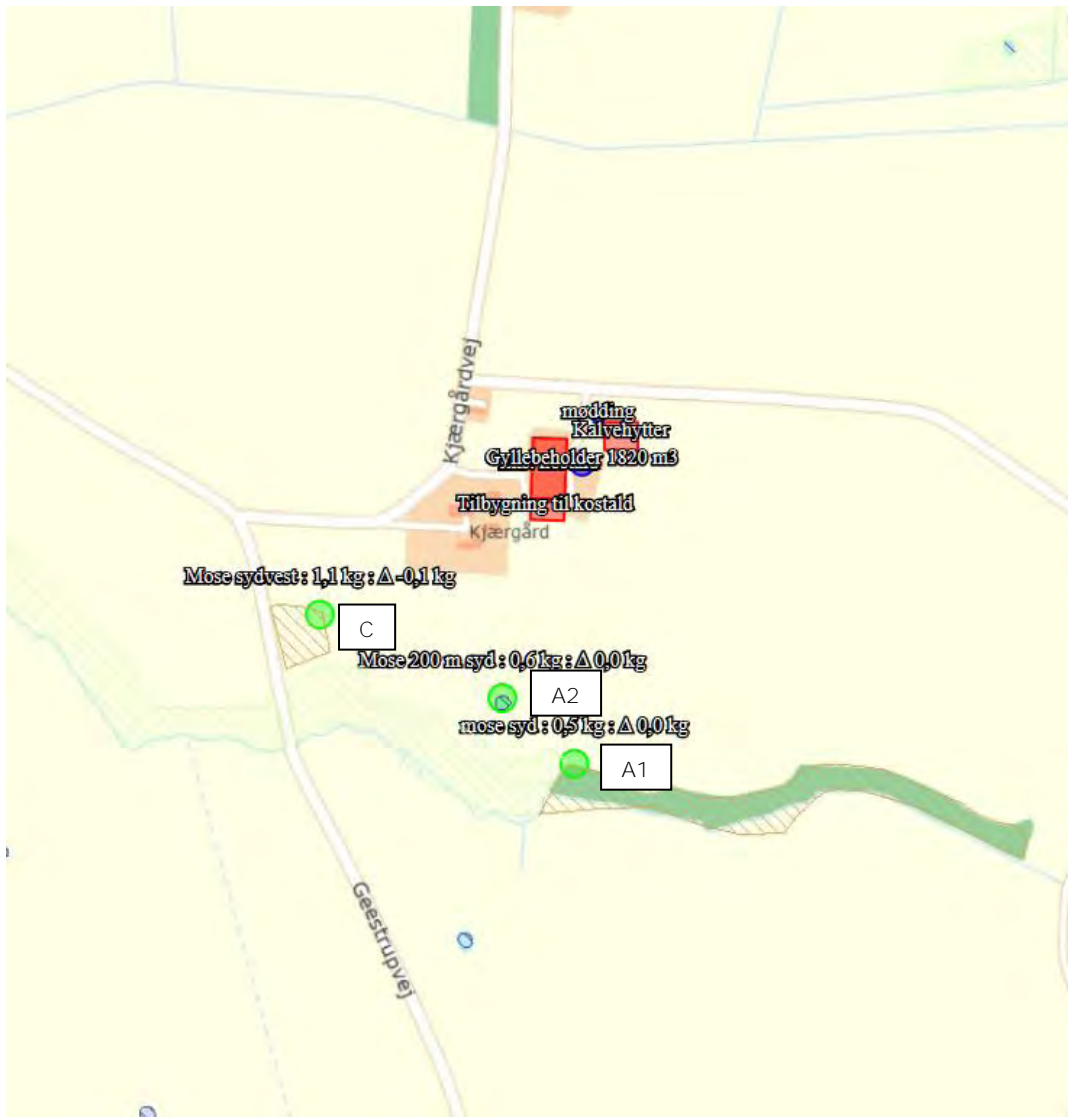 Kjærgårdvej
mødding
Kalvehytter
Gyllebeholder 1820 m3
Tilbygning til kostald
Kjærgård
Mose sydvest : 1,1 kg : Δ -0,1 kg
C
Mose 200 m syd : 0,6 kg : Δ 0,0 kg
A2
mose syd : 0,5 kg : Δ 0,0 kg
A1
Geestrupvej